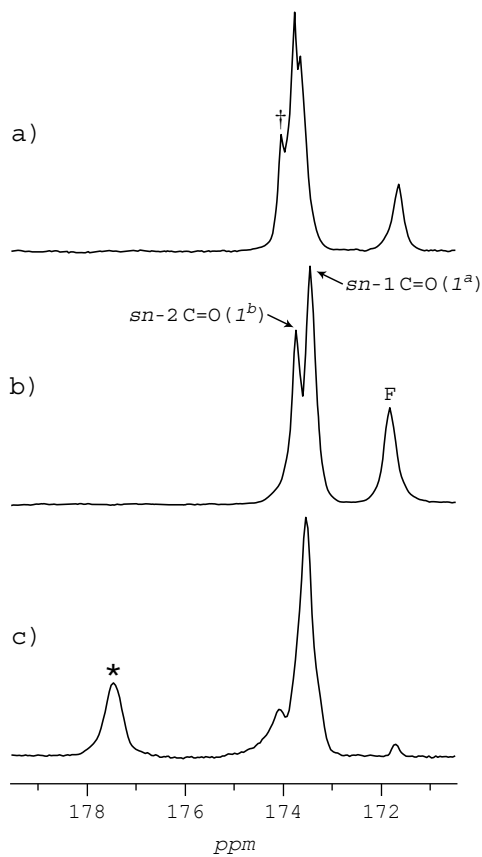 a)
†
sn-1 C=O (1ᵃ)
sn-2 C=O (1ᵇ)
b)
F
c)
*
178 176 174 172
ppm